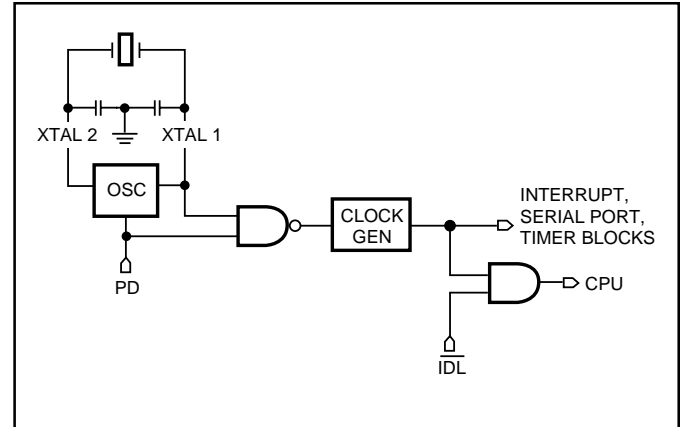 XTAL 2
XTAL 1
OSC
CLOCK
GEN
INTERRUPT,
SERIAL PORT,
TIMER BLOCKS
CPU
PD
IDL